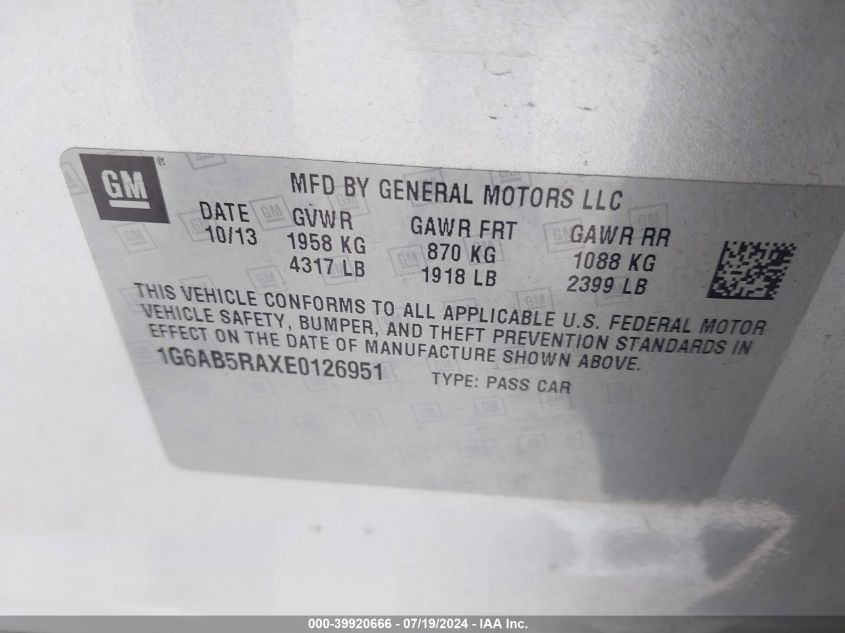 GM®
MFD BY GENERAL MOTORS LLC
DATE GVWR GAWR FRT GAWR RR
10/13 1958 KG 870 KG 1088 KG
4317 LB 1918 LB 2399 LB
THIS VEHICLE CONFORMS TO ALL APPLICABLE U.S. FEDERAL MOTOR
VEHICLE SAFETY, BUMPER, AND THEFT PREVENTION STANDARDS IN
EFFECT ON THE DATE OF MANUFACTURE SHOWN ABOVE.
1G6AB5RAXE0126951 TYPE: PASS CAR
000-39920666 - 07/19/2024 - IAA Inc.